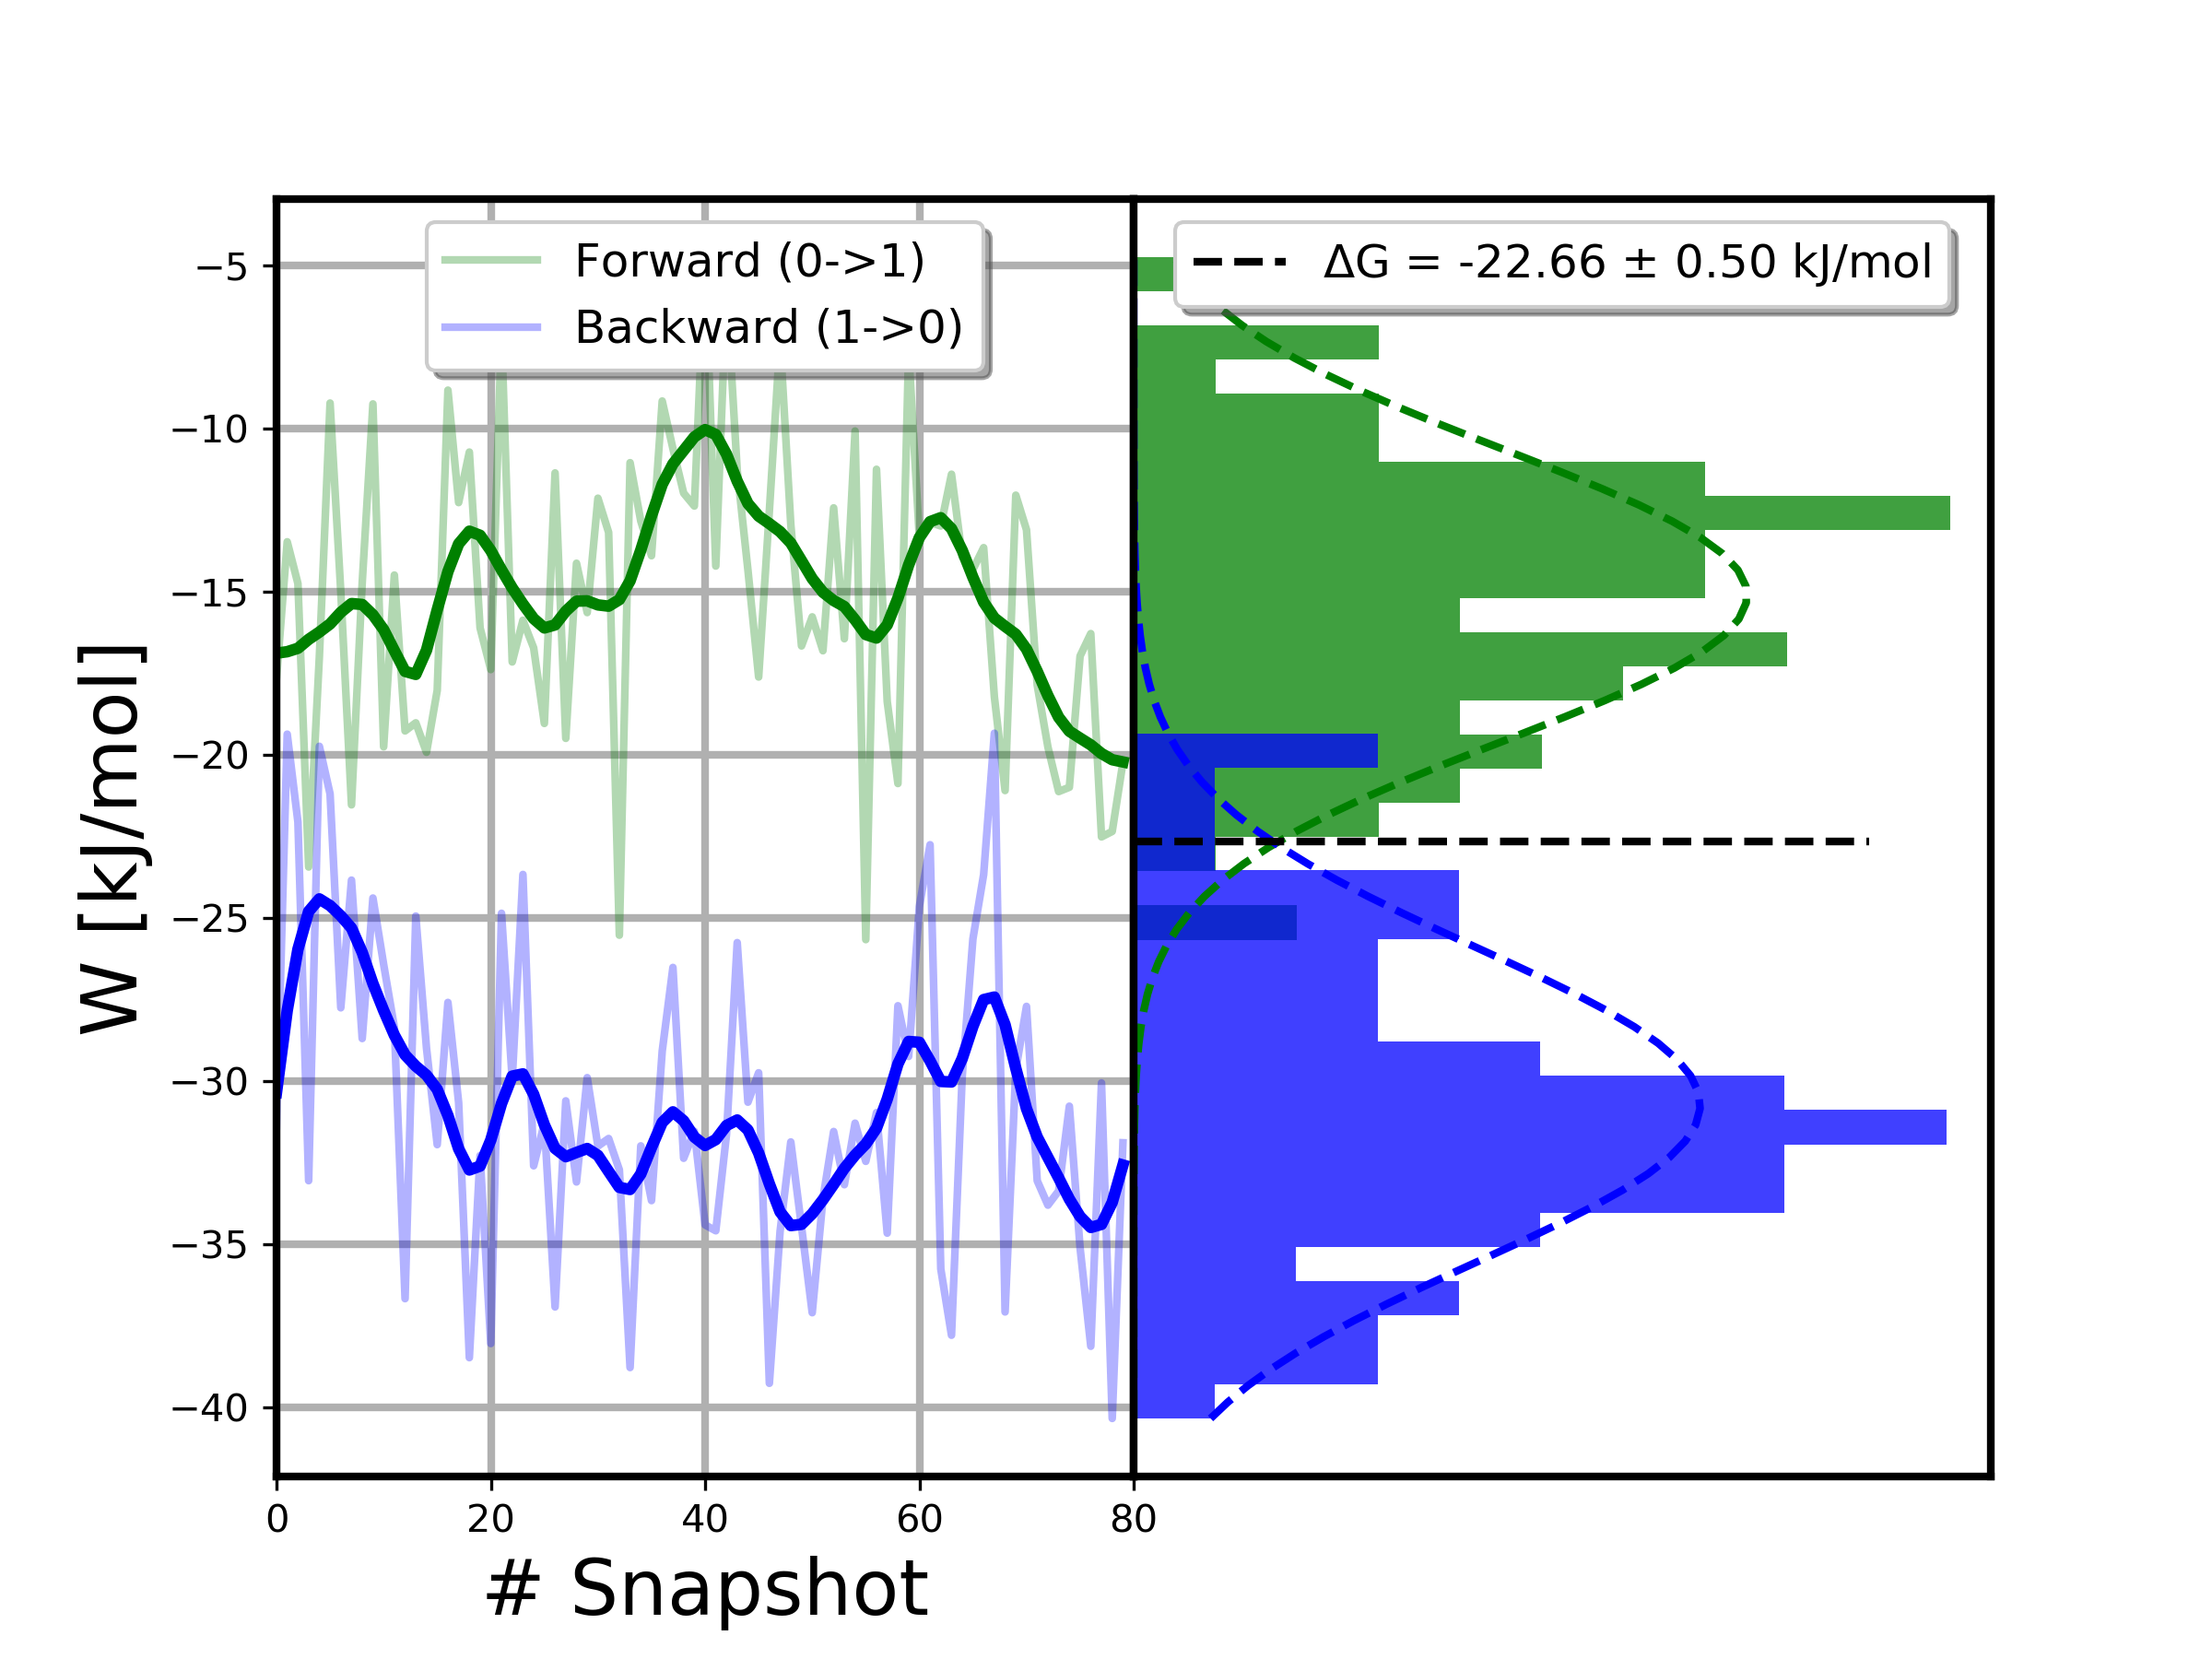 Forward (0->1)
Backward (1->0)
ΔG = -22.66 ± 0.50 kJ/mol
W [kJ/mol]
−5
−10
−15
−20
−25
−30
−35
−40
0 20 40 60 80
# Snapshot